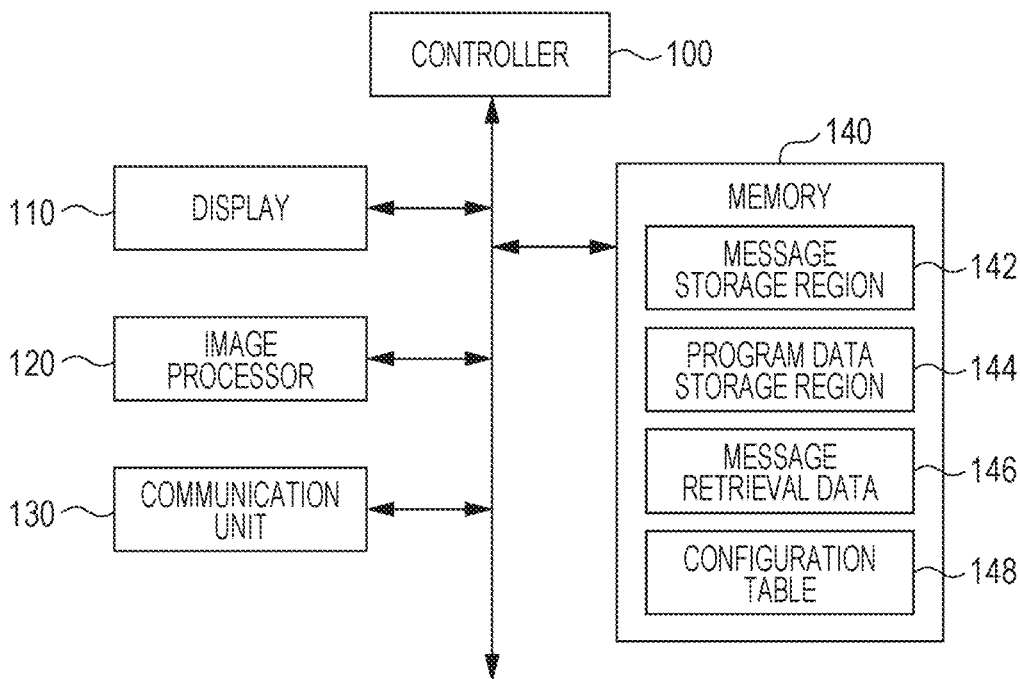 CONTROLLER
100
140
MEMORY
110
DISPLAY
MESSAGE
STORAGE REGION
142
120
IMAGE
PROCESSOR
PROGRAM DATA
STORAGE REGION
144
MESSAGE
RETRIEVAL DATA
146
130
COMMUNICATION
UNIT
CONFIGURATION
TABLE
148